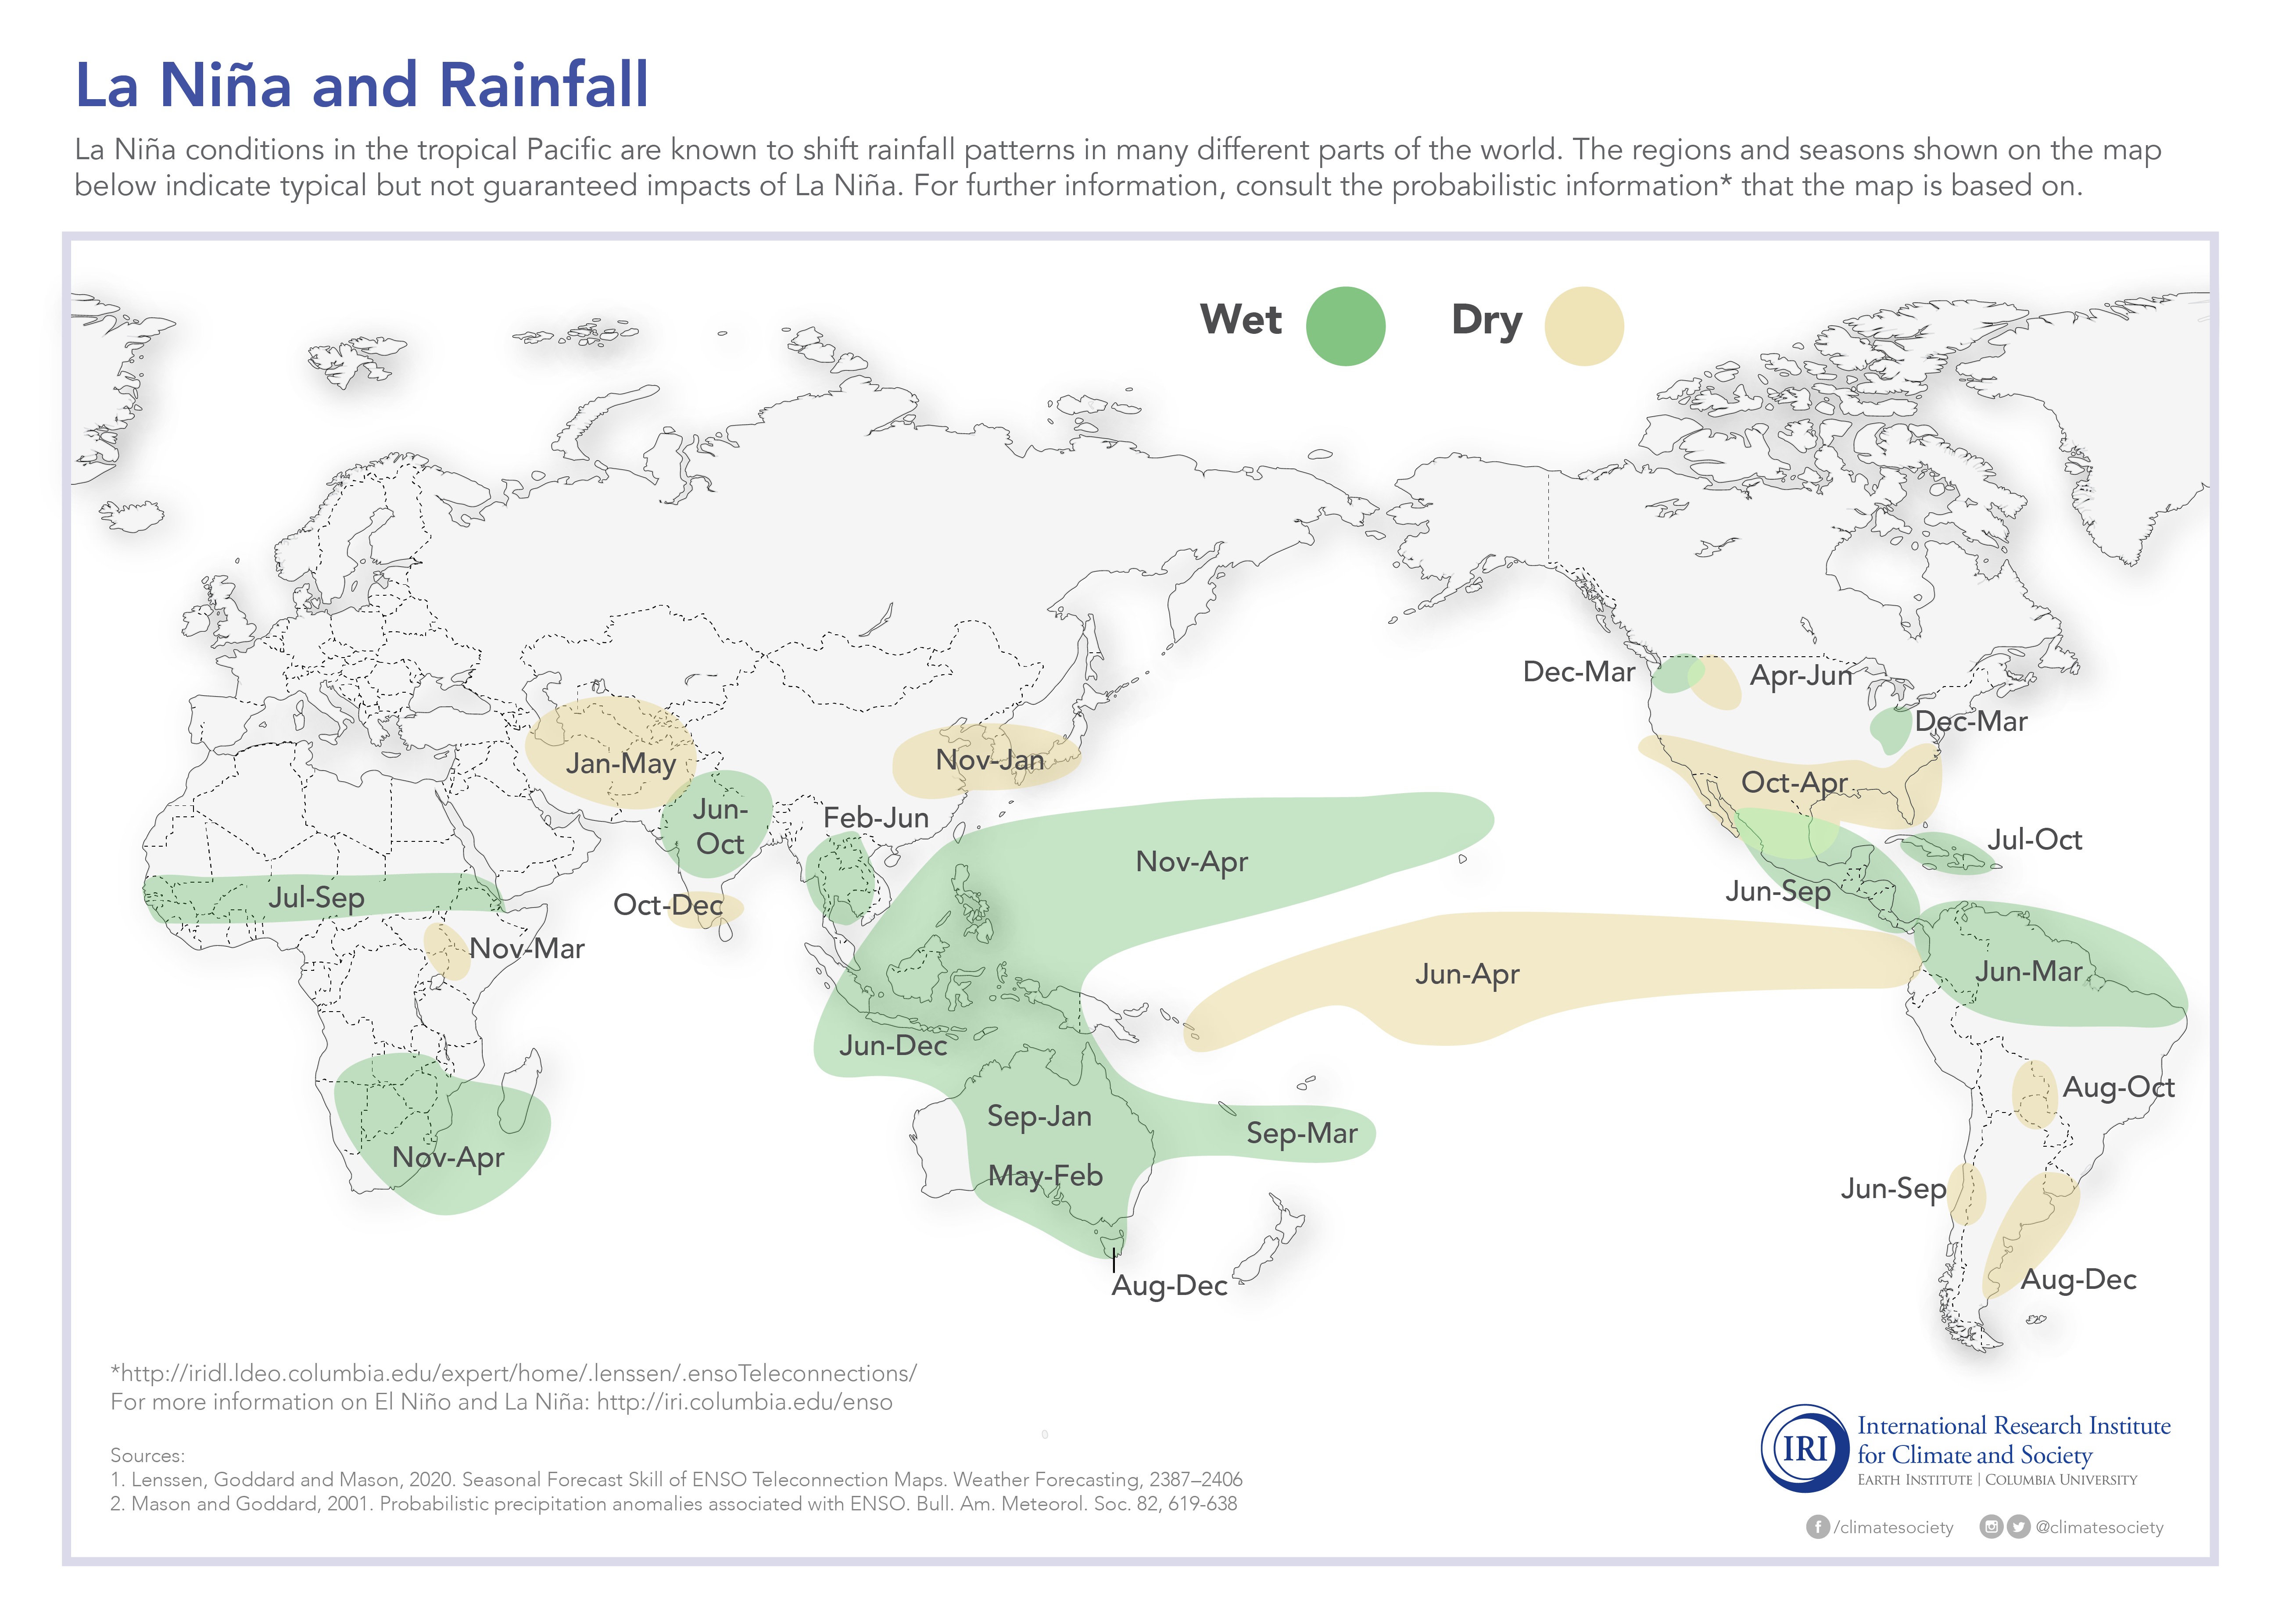 La Niña and Rainfall
La Niña conditions in the tropical Pacific are known to shift rainfall patterns in many different parts of the world. The regions and seasons shown on the map
below indicate typical but not guaranteed impacts of La Niña. For further information, consult the probabilistic information* that the map is based on.
Wet
Dry
Dec-Mar
Apr-Jun
Dec-Mar
Jan-May
Nov-Jan
Oct-Apr
Jun-
Oct
Feb-Jun
Jul-Oct
Nov-Apr
Jul-Sep
Oct-Dec
Jun-Sep
Nov-Mar
Jun-Apr
Jun-Mar
Jun-Dec
Aug-Oct
Sep-Jan
Sep-Mar
Nov-Apr
May-Feb
Jun-Sep
Aug-Dec
Aug-Dec
*http://iridl.ldeo.columbia.edu/expert/home/.lenssen/.ensoTeleconnections/
For more information on El Niño and La Niña: http://iri.columbia.edu/enso
Sources:
1. Lenssen, Goddard and Mason, 2020. Seasonal Forecast Skill of ENSO Teleconnection Maps. Weather Forecasting, 2387–2406
2. Mason and Goddard, 2001. Probabilistic precipitation anomalies associated with ENSO. Bull. Am. Meteorol. Soc. 82, 619-638
IRI
International Research Institute
for Climate and Society
EARTH INSTITUTE | COLUMBIA UNIVERSITY
/climatesociety
@climatesociety